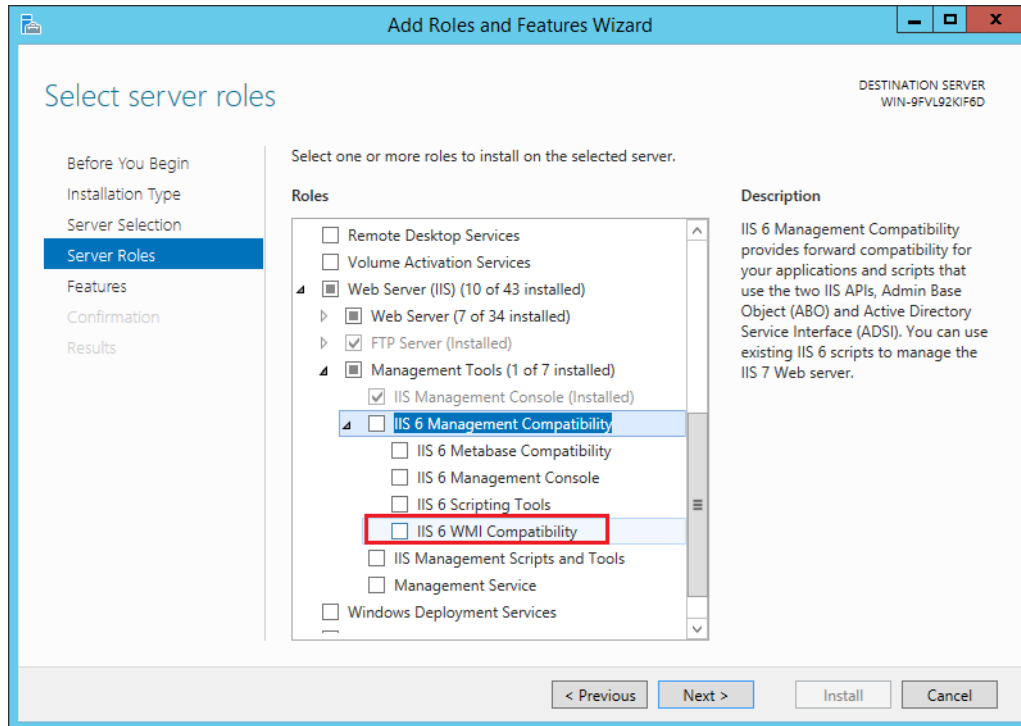 Add Roles and Features Wizard
Select server roles
DESTINATION SERVER
WIN-9FVL92KIF6D
Before You Begin
Installation Type
Server Selection
Server Roles
Features
Confirmation
Results
Select one or more roles to install on the selected server.
Roles
Remote Desktop Services
Volume Activation Services
Web Server (IIS) (10 of 43 installed)
Web Server (7 of 34 installed)
FTP Server (Installed)
Management Tools (1 of 7 installed)
IIS Management Console (Installed)
IIS 6 Management Compatibility
IIS 6 Metabase Compatibility
IIS 6 Management Console
IIS 6 Scripting Tools
IIS 6 WMI Compatibility
IIS Management Scripts and Tools
Management Service
Windows Deployment Services
Description
IIS 6 Management Compatibility
provides forward compatibility for
your applications and scripts that
use the two IIS APIs, Admin Base
Object (ABO) and Active Directory
Service Interface (ADSI). You can use
existing IIS 6 scripts to manage the
IIS 7 Web server.
< Previous
Next >
Install
Cancel